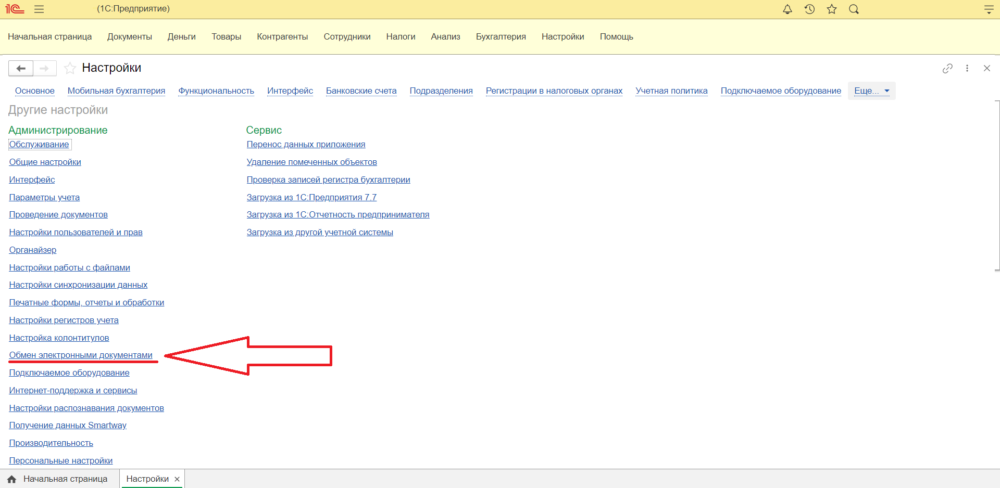 1С (1С:Предприятие)
Начальная страница Документы Деньги Товары Контрагенты Сотрудники Налоги Анализ Бухгалтерия Настройки Помощь
Настройки
Основное Мобильная бухгалтерия Функциональность Интерфейс Банковские счета Подразделения Регистрации в налоговых органах Учетная политика Подключаемое оборудование Еще...
Другие настройки
Администрирование
Обслуживание
Общие настройки
Интерфейс
Параметры учета
Проведение документов
Настройки пользователей и прав
Органайзер
Настройки работы с файлами
Настройки синхронизации данных
Печатные формы, отчеты и обработки
Настройки регистров учета
Настройка колонтитулов
Обмен электронными документами
Подключаемое оборудование
Интернет-поддержка и сервисы
Настройки распознавания документов
Получение данных Smartway
Производительность
Персональные настройки
Сервис
Перенос данных приложения
Удаление помеченных объектов
Проверка записей регистра бухгалтерии
Загрузка из 1С:Предприятия 7.7
Загрузка из 1С:Отчетность предпринимателя
Загрузка из другой учетной системы
Начальная страница Настройки